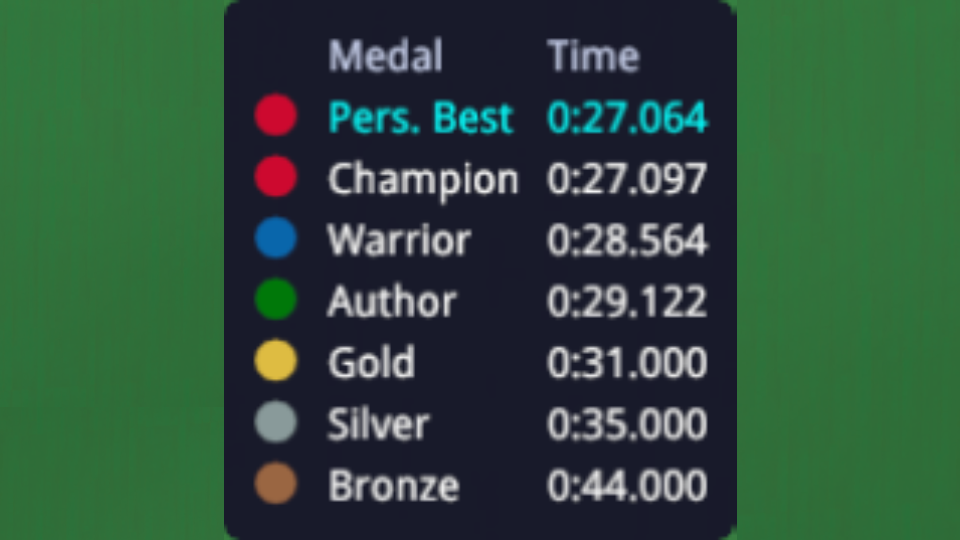 Medal Time
Pers. Best 0:27.064
Champion 0:27.097
Warrior 0:28.564
Author 0:29.122
Gold 0:31.000
Silver 0:35.000
Bronze 0:44.000